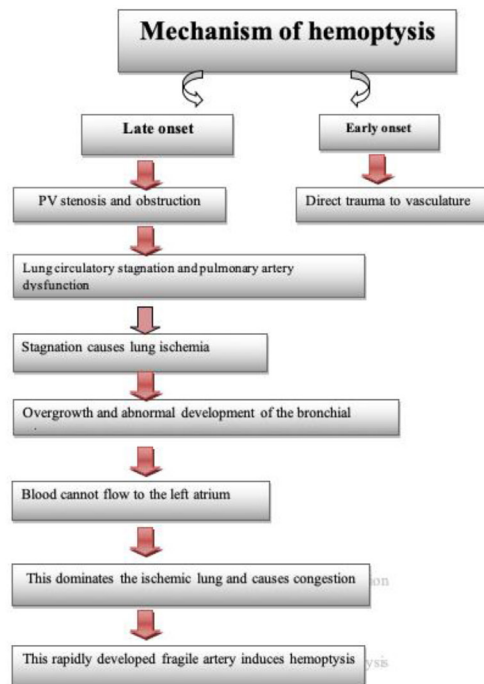 Mechanism of hemoptysis
Late onset
Early onset
PV stenosis and obstruction
Direct trauma to vasculature
Lung circulatory stagnation and pulmonary artery
dysfunction
Stagnation causes lung ischemia
Overgrowth and abnormal development of the bronchial
Blood cannot flow to the left atrium
This dominates the ischemic lung and causes congestion
This rapidly developed fragile artery induces hemoptysis